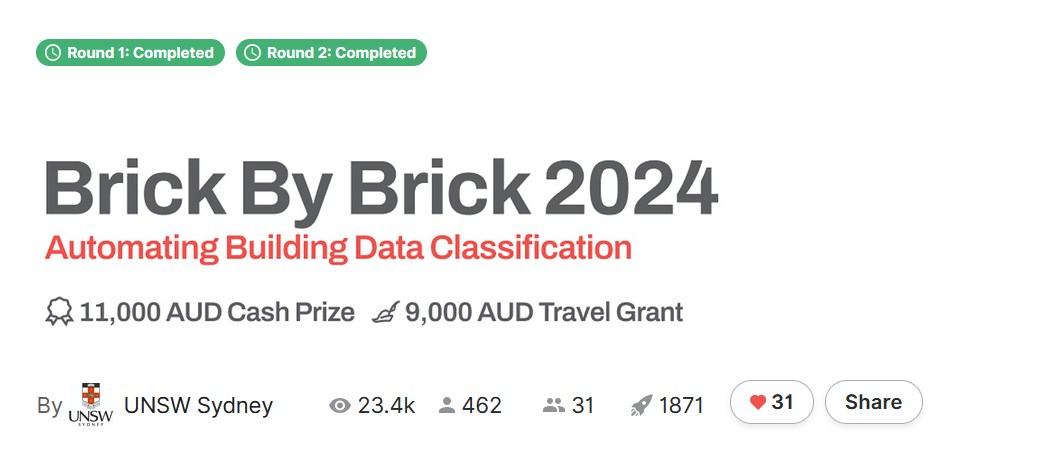 Round 1: Completed Round 2: Completed
Brick By Brick 2024
Automating Building Data Classification
11,000 AUD Cash Prize 9,000 AUD Travel Grant
By UNSW SYDNEY UNSW Sydney 23.4k 462 31 1871 31 Share